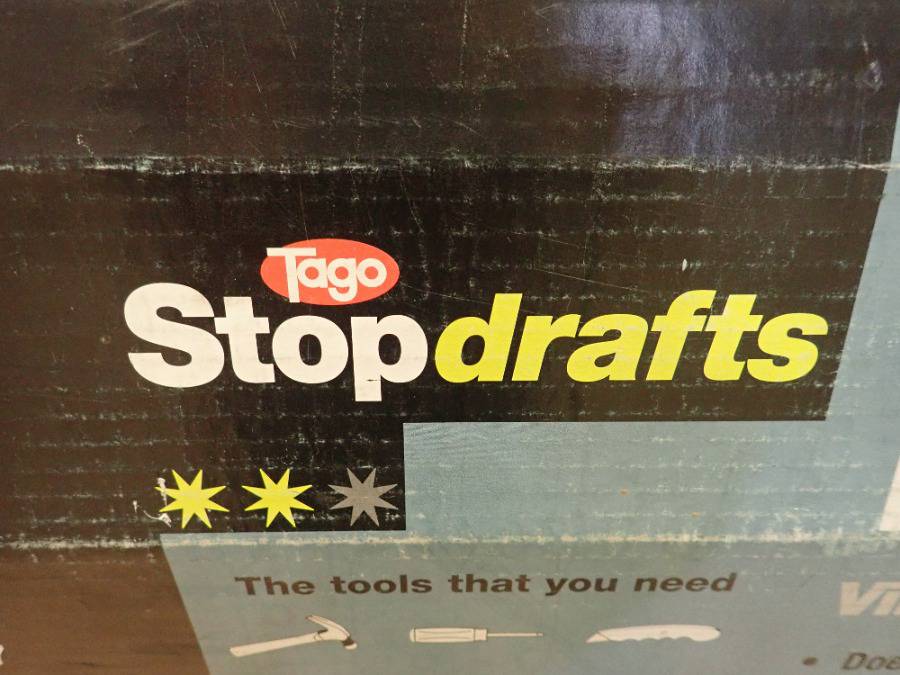 Tago
Stopdrafts
The tools that you need